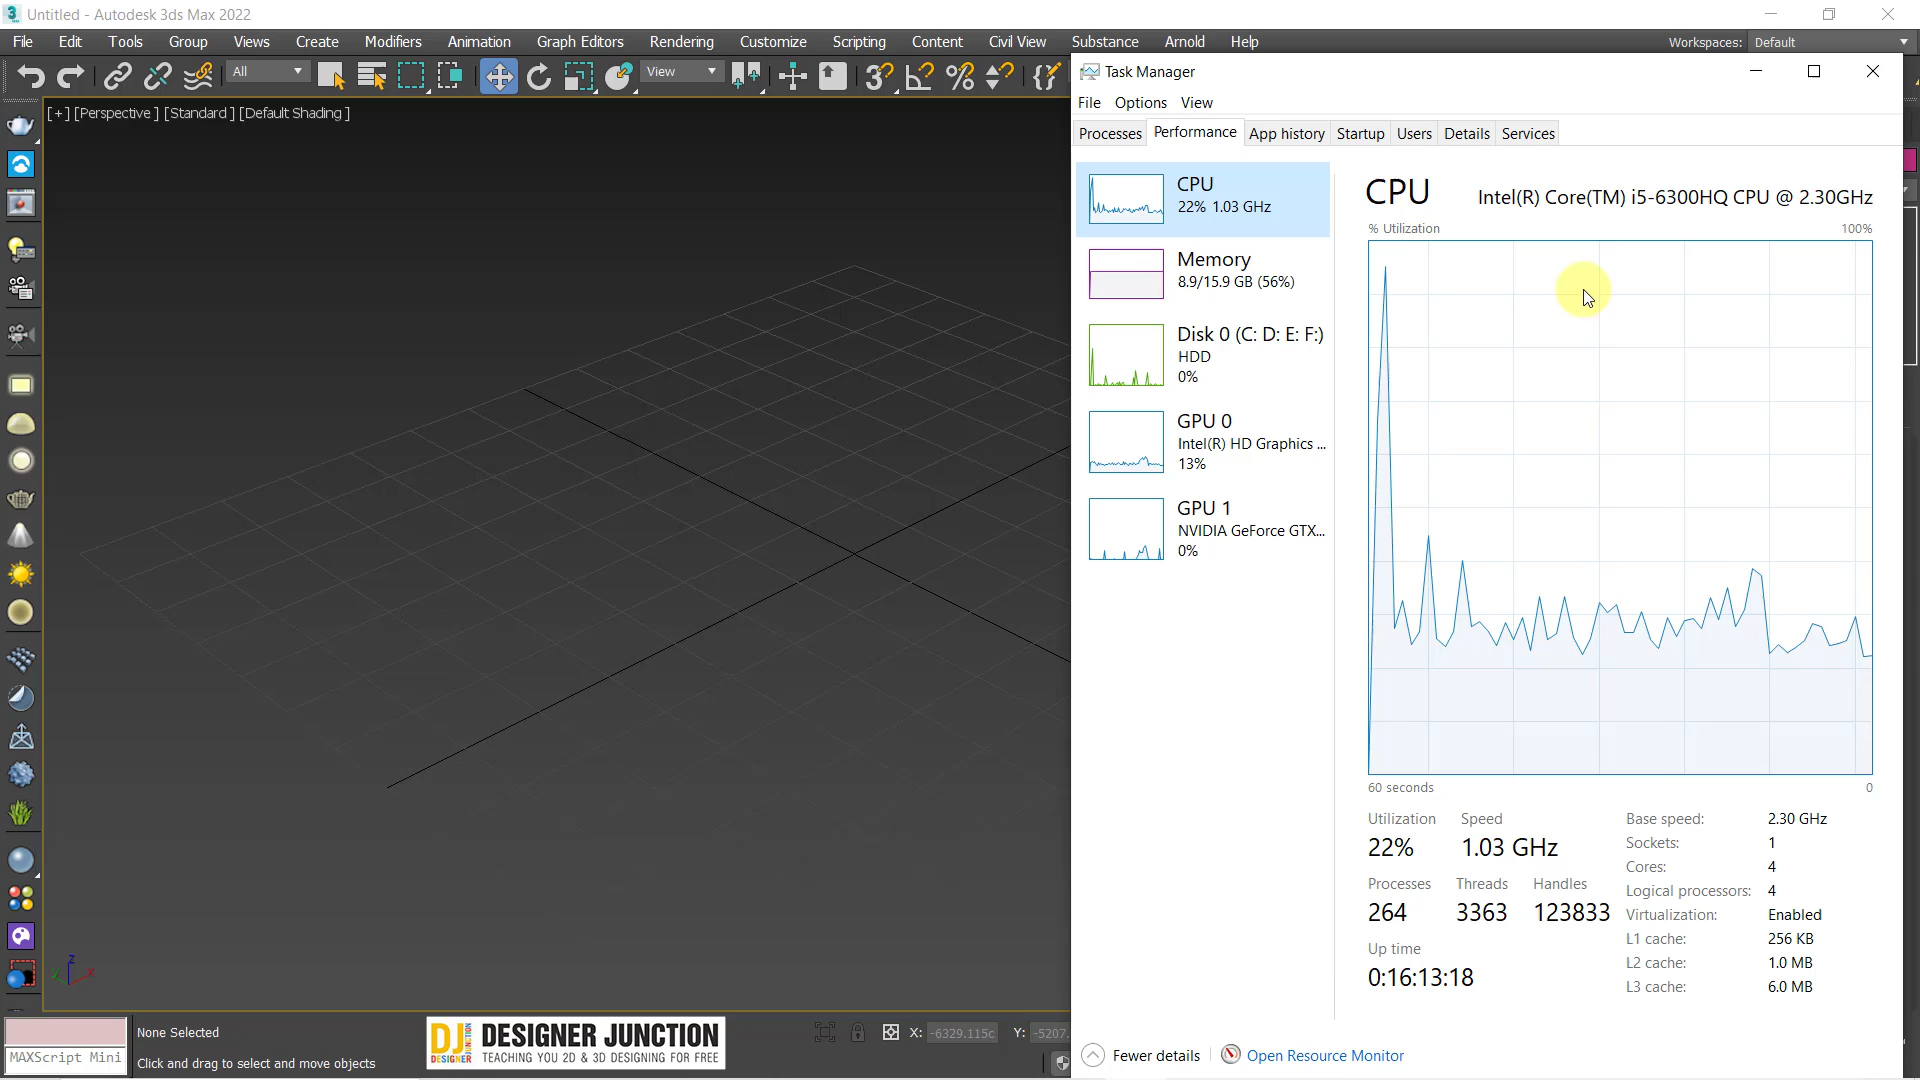 Untitled - Autodesk 3ds Max 2022
File Edit Tools Group Views Create Modifiers Animation Graph Editors Rendering Customize Scripting Content Civil View Substance Arnold Help Workspaces: Default
All
View
[+] [Perspective ] [Standard ] [Default Shading ]
Task Manager
File Options View
Processes Performance App history Startup Users Details Services
CPU
22% 1.03 GHz
Memory
8.9/15.9 GB (56%)
Disk 0 (C: D: E: F:)
HDD
0%
GPU 0
Intel(R) HD Graphics ...
13%
GPU 1
NVIDIA GeForce GTX...
0%
CPU Intel(R) Core(TM) i5-6300HQ CPU @ 2.30GHz
% Utilization 100%
60 seconds 0
Utilization Speed
22% 1.03 GHz
Processes Threads Handles
264 3363 123833
Up time
0:16:13:18
Base speed: 2.30 GHz
Sockets: 1
Cores: 4
Logical processors: 4
Virtualization: Enabled
L1 cache: 256 KB
L2 cache: 1.0 MB
L3 cache: 6.0 MB
Fewer details Open Resource Monitor
z
x
y
MAXScript Mini
None Selected
Click and drag to select and move objects
DJ DESIGNER JUNCTION
DESIGNER JUNCTION
TEACHING YOU 2D & 3D DESIGNING FOR FREE
X: -6329.115c Y: -5207.